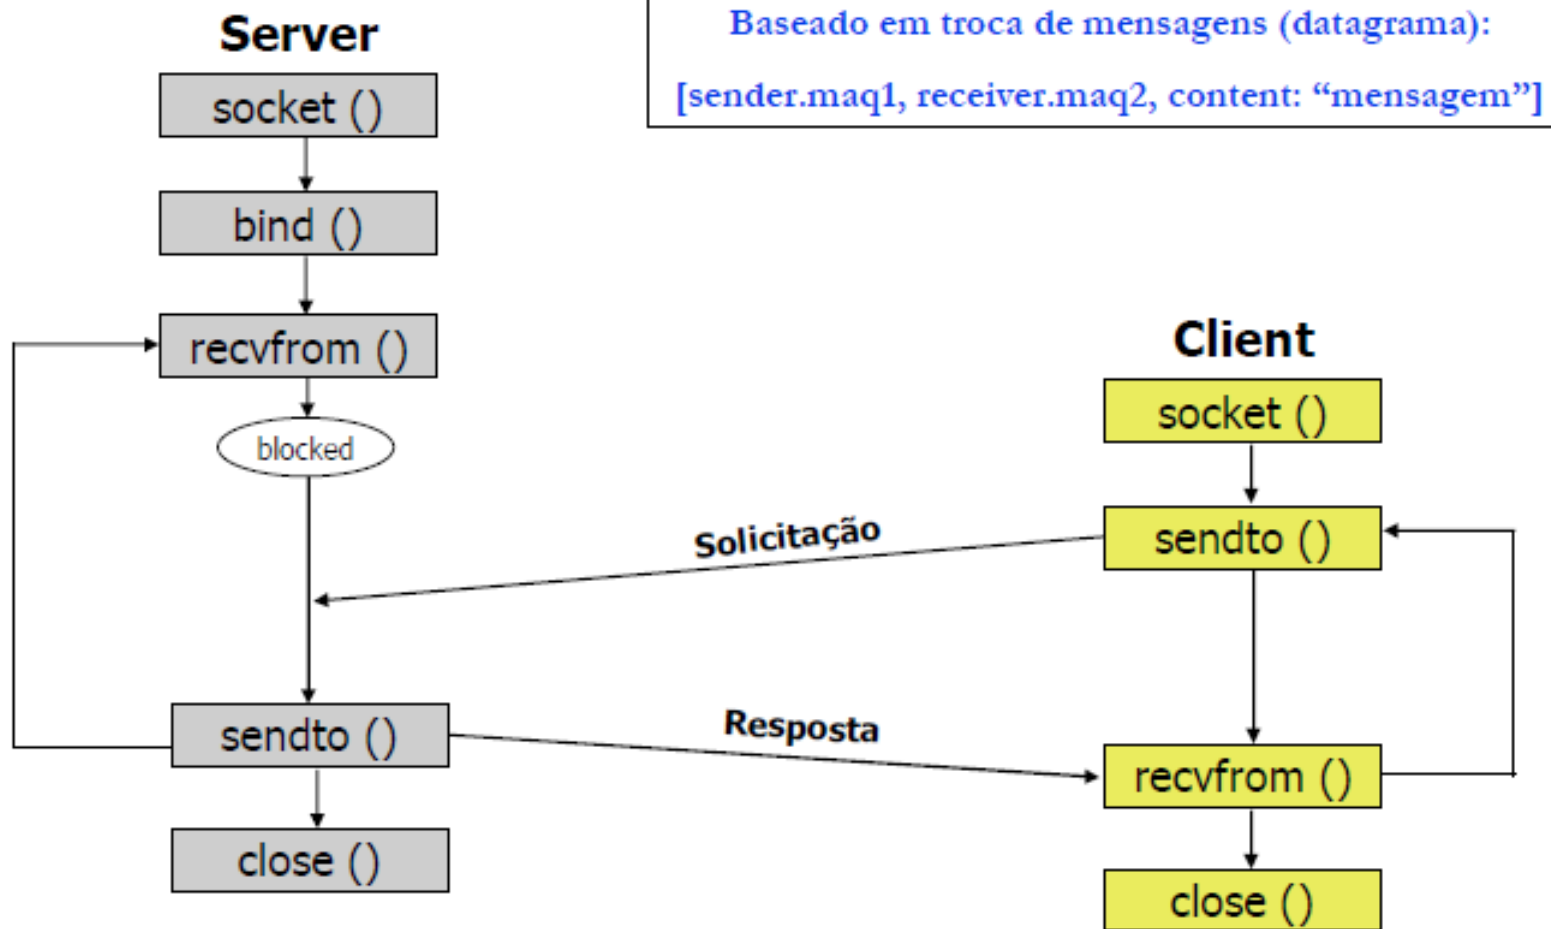 Baseado em troca de mensagens (datagrama):
[sender.maq1, receiver.maq2, content: “mensagem”]
Server
socket ()
bind ()
recvfrom ()
blocked
sendto ()
close ()
Solicitação
Resposta
Client
socket ()
sendto ()
recvfrom ()
close ()